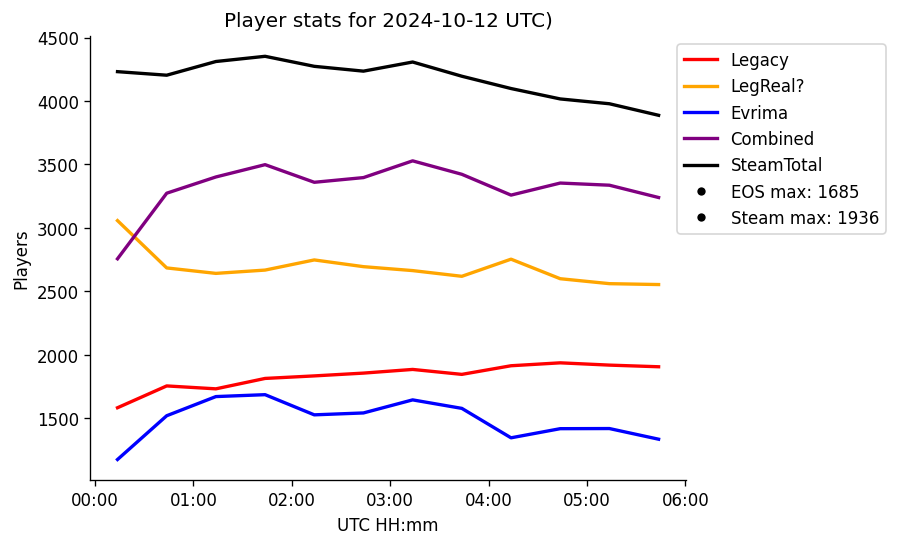 Player stats for 2024-10-12 UTC)
4500
4000
3500
3000
2500
2000
1500
Players
00:00 01:00 02:00 03:00 04:00 05:00 06:00
UTC HH:mm
Legacy
LegReal?
Evrima
Combined
SteamTotal
EOS max: 1685
Steam max: 1936